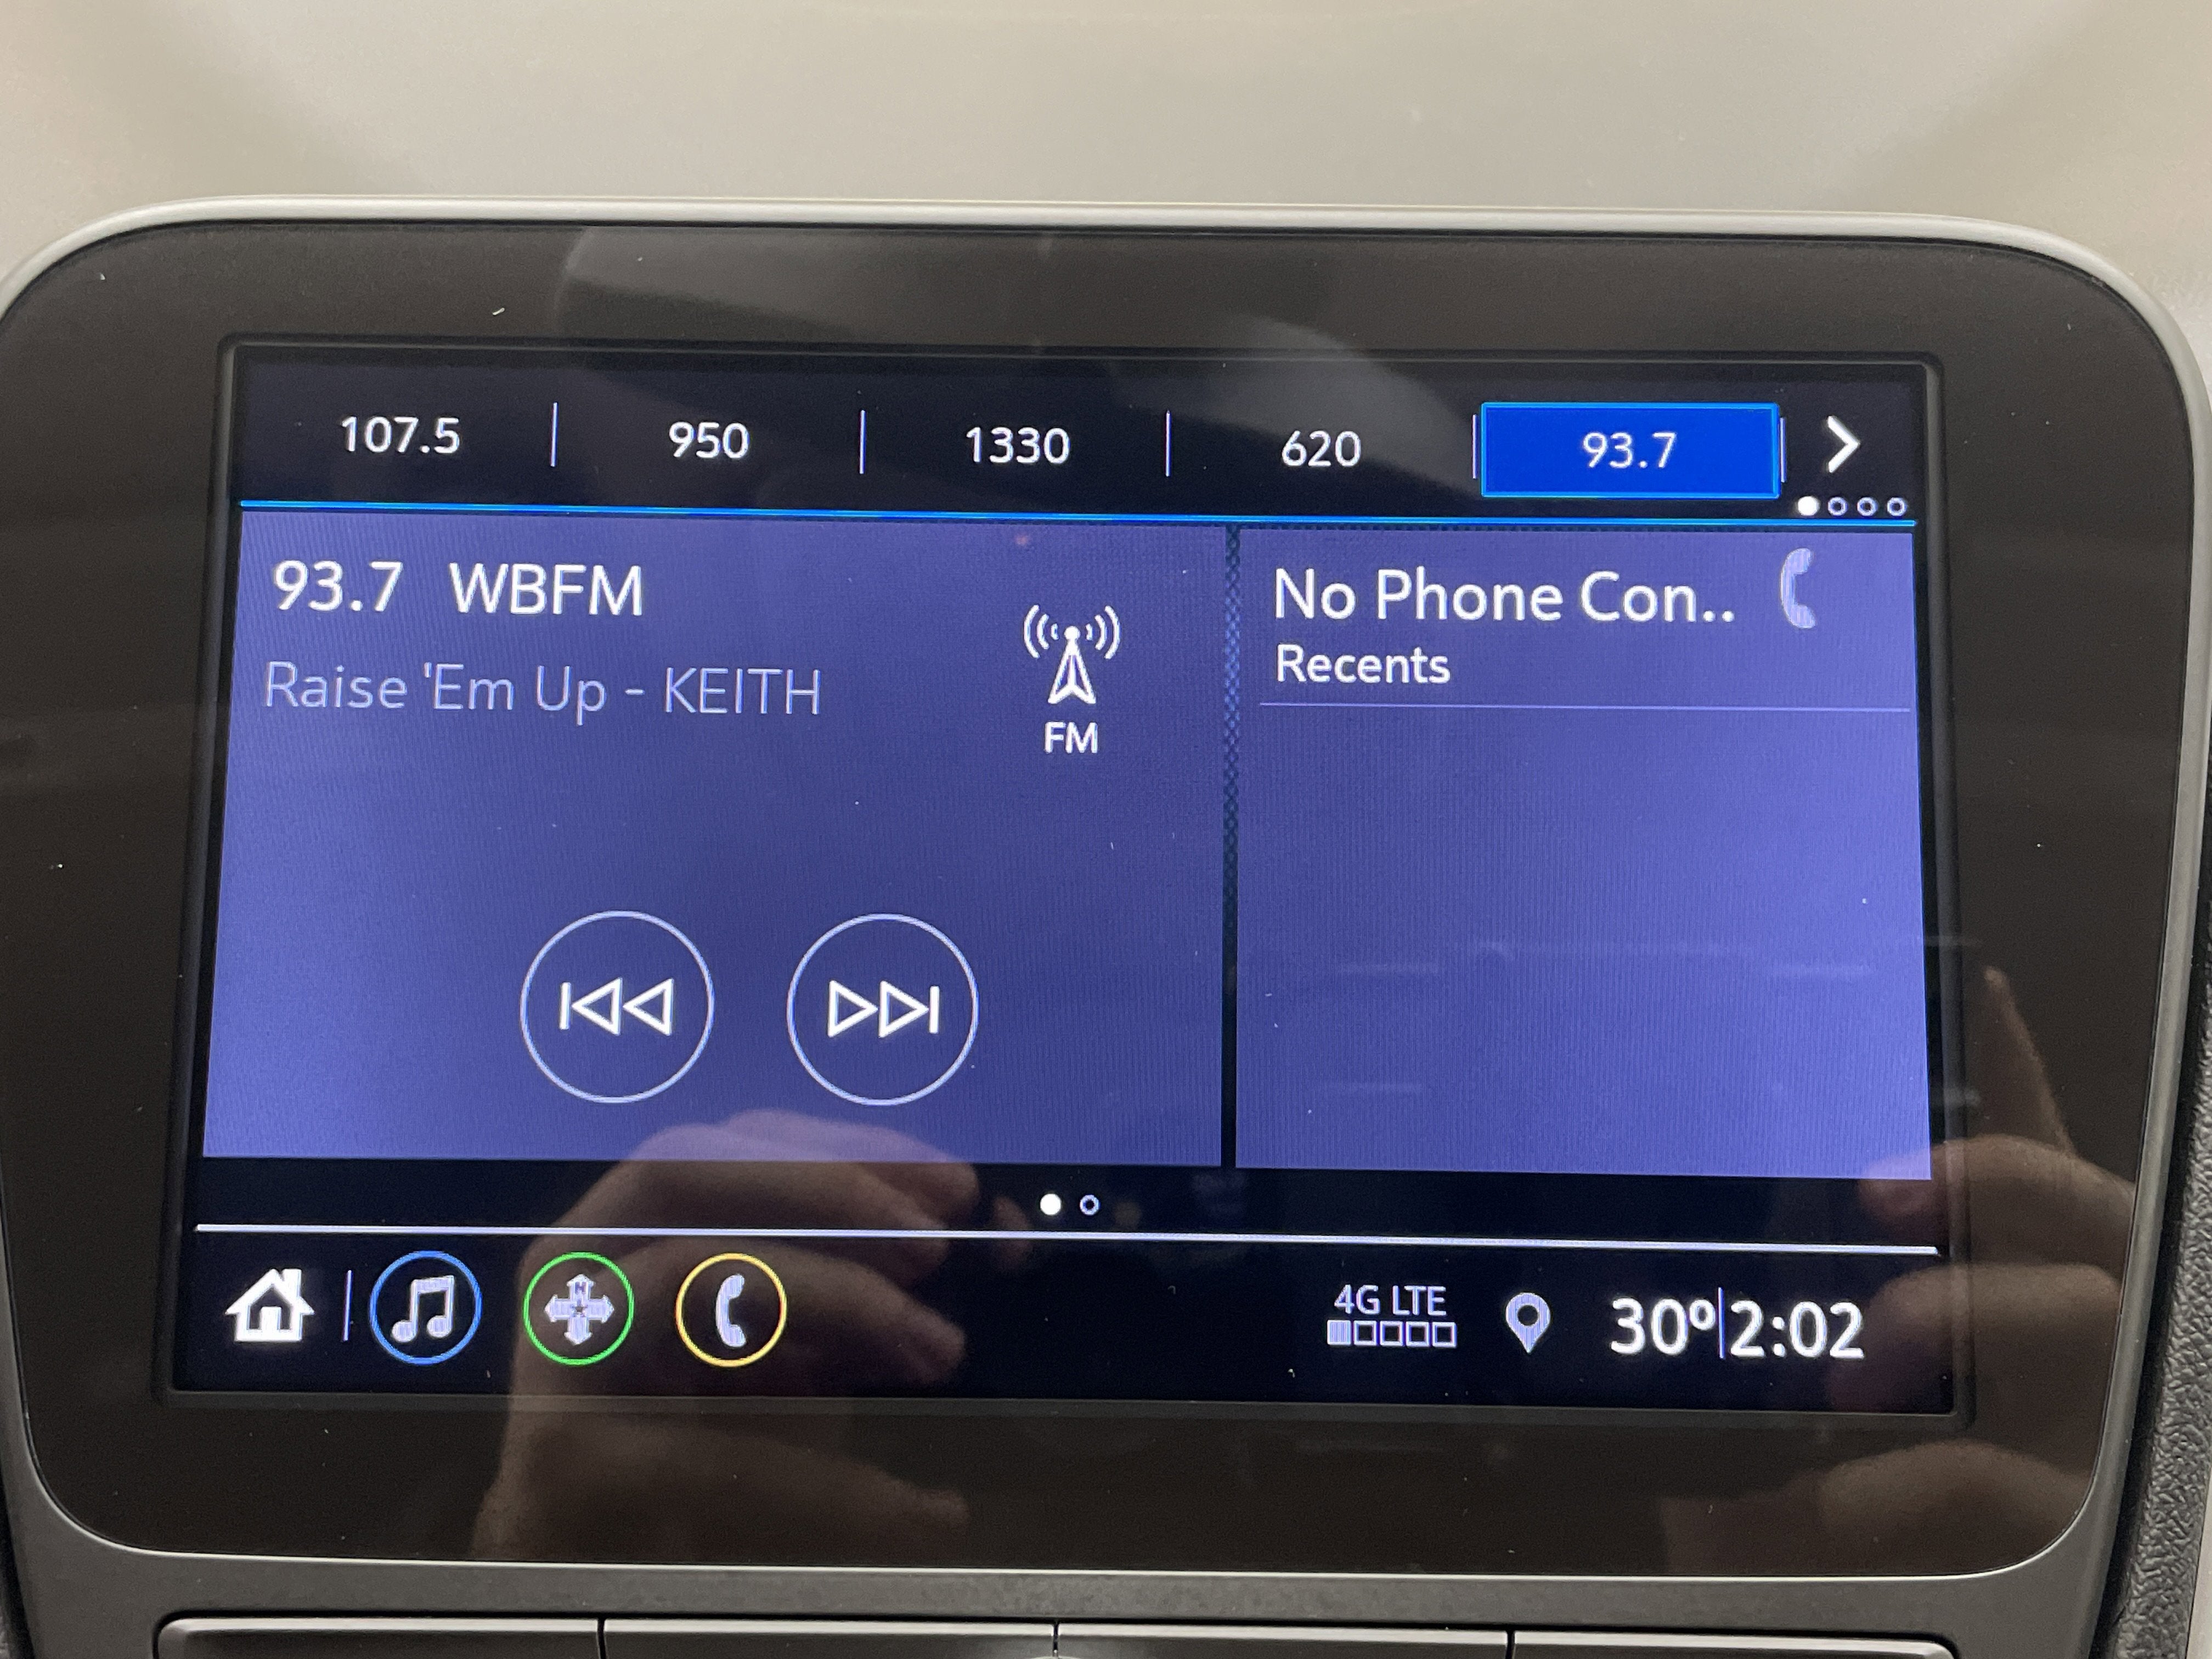 107.5 | 950 | 1330 | 620 | 93.7
93.7 WBFM
Raise 'Em Up - KEITH
FM
No Phone Con..
Recents
N
4G LTE
30º|2:02